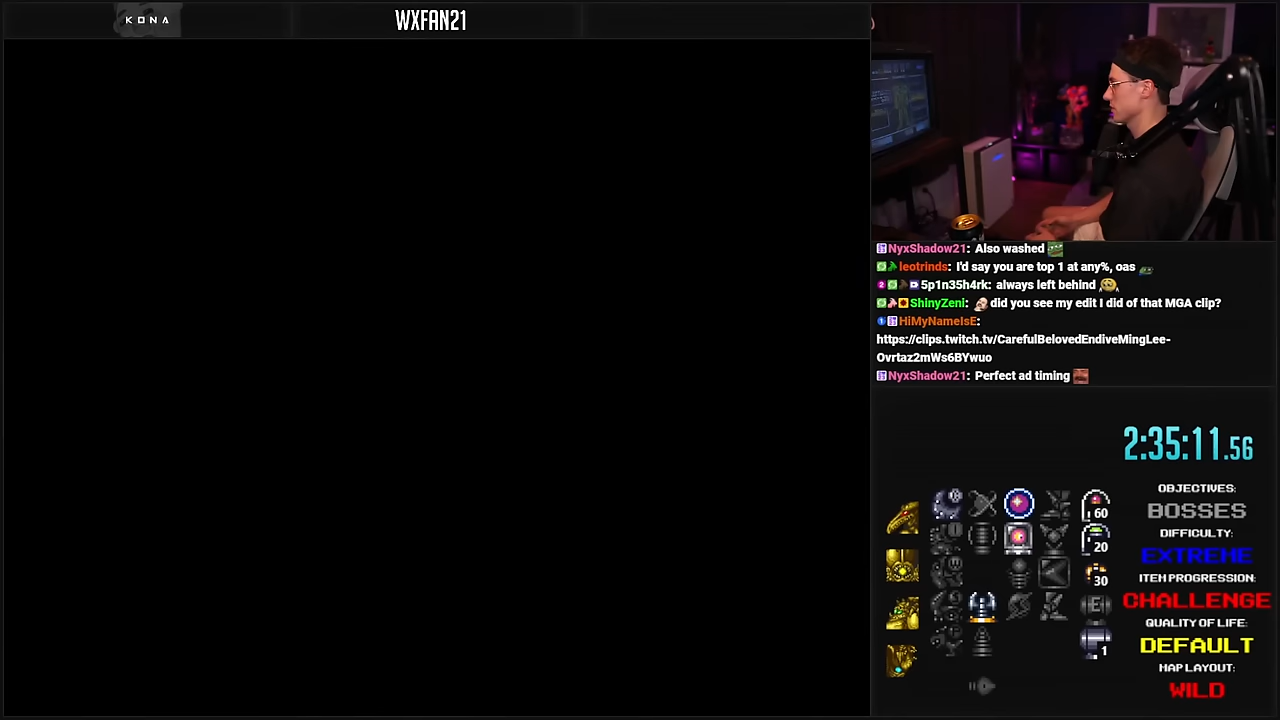 KONA
WXFAN21
NyxShadow21: Also washed
leotrinds: I'd say you are top 1 at any%, oas
5p1n35h4rk: always left behind
ShinyZeni: did you see my edit I did of that MGA clip?
HiMyNameIsE:
https://clips.twitch.tv/CarefulBelovedEndiveMingLee-
Ovrtaz2mWs6BYwuo
NyxShadow21: Perfect ad timing
2:35:11.56
OBJECTIVES:
BOSSES
DIFFICULTY:
EXTREME
ITEM PROGRESSION:
CHALLENGE
QUALITY OF LIFE:
DEFAULT
MAP LAYOUT:
WILD
60
20
30
E
1